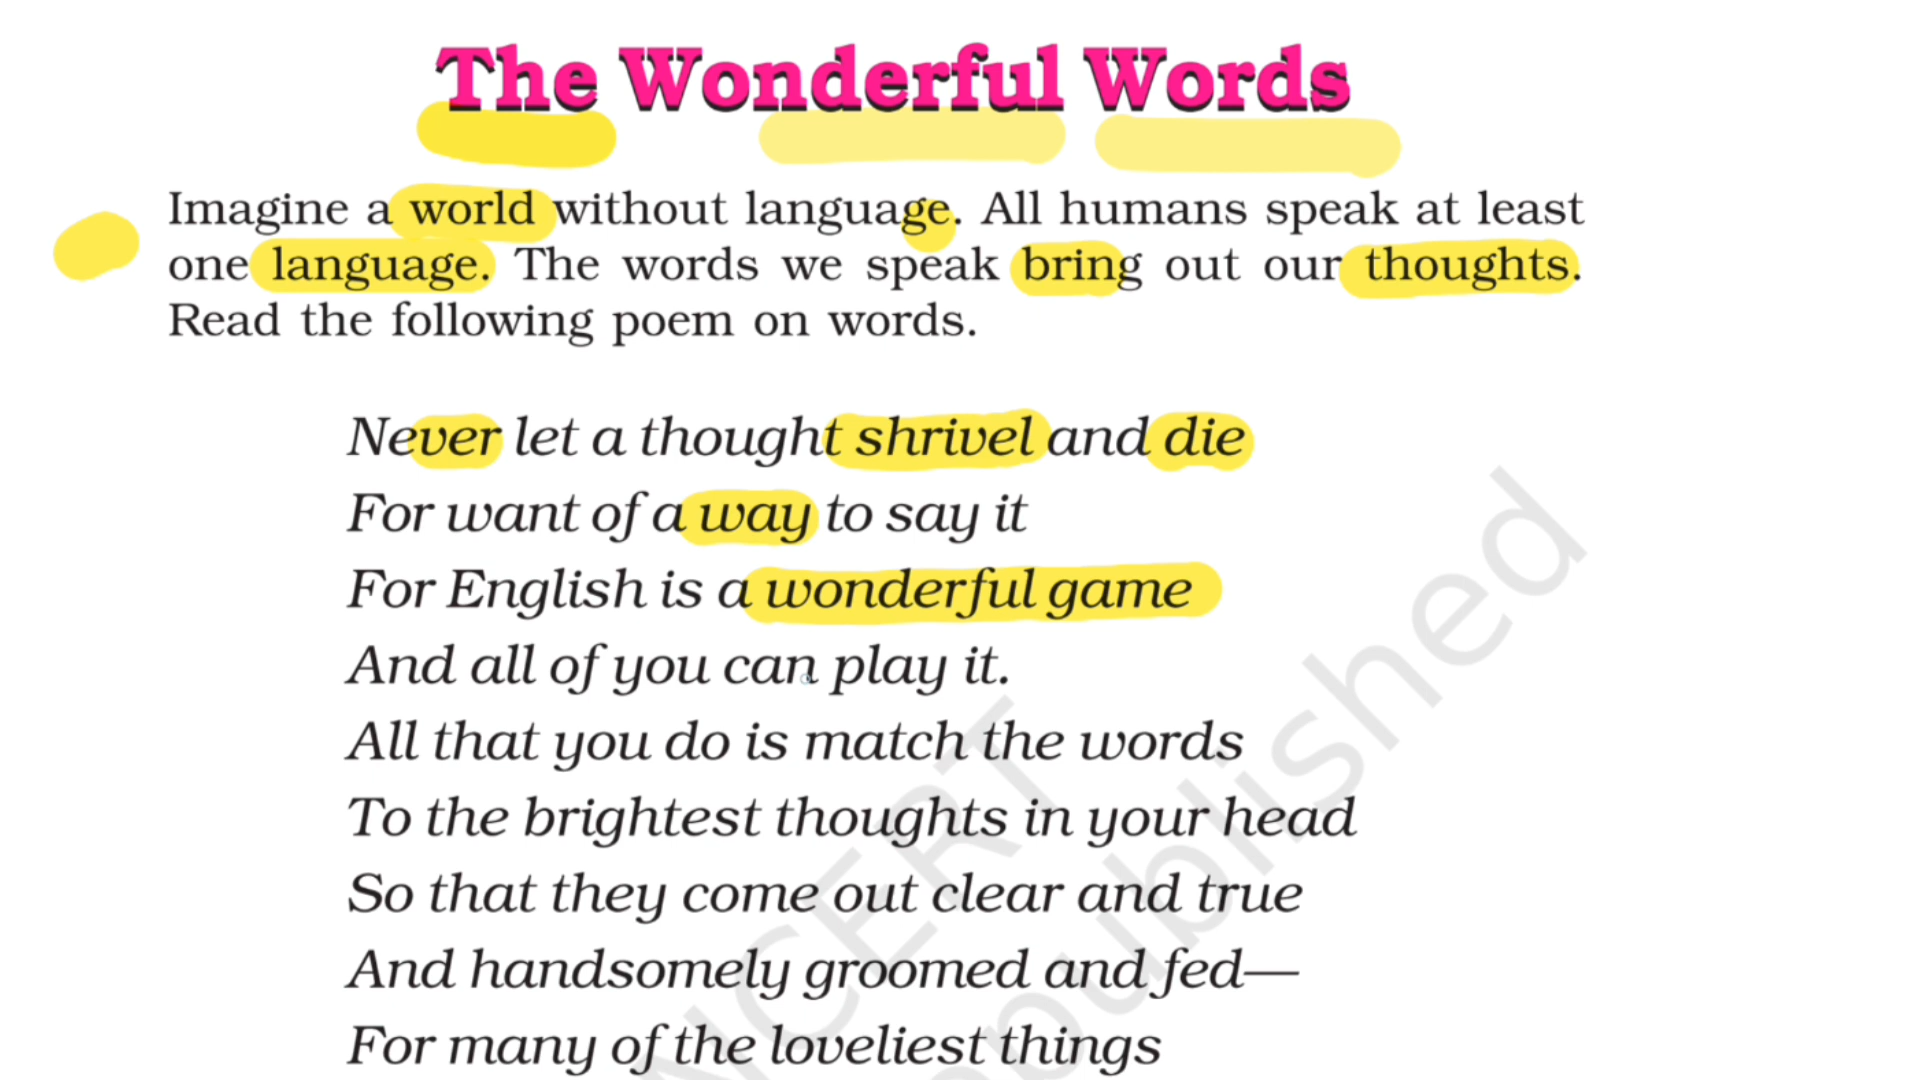 The Wonderful Words
Imagine a world without language. All humans speak at least
one language. The words we speak bring out our thoughts.
Read the following poem on words.
Never let a thought shrivel and die
For want of a way to say it
For English is a wonderful game
And all of you can play it.
All that you do is match the words
To the brightest thoughts in your head
So that they come out clear and true
And handsomely groomed and fed—
For many of the loveliest things
NCERT
published